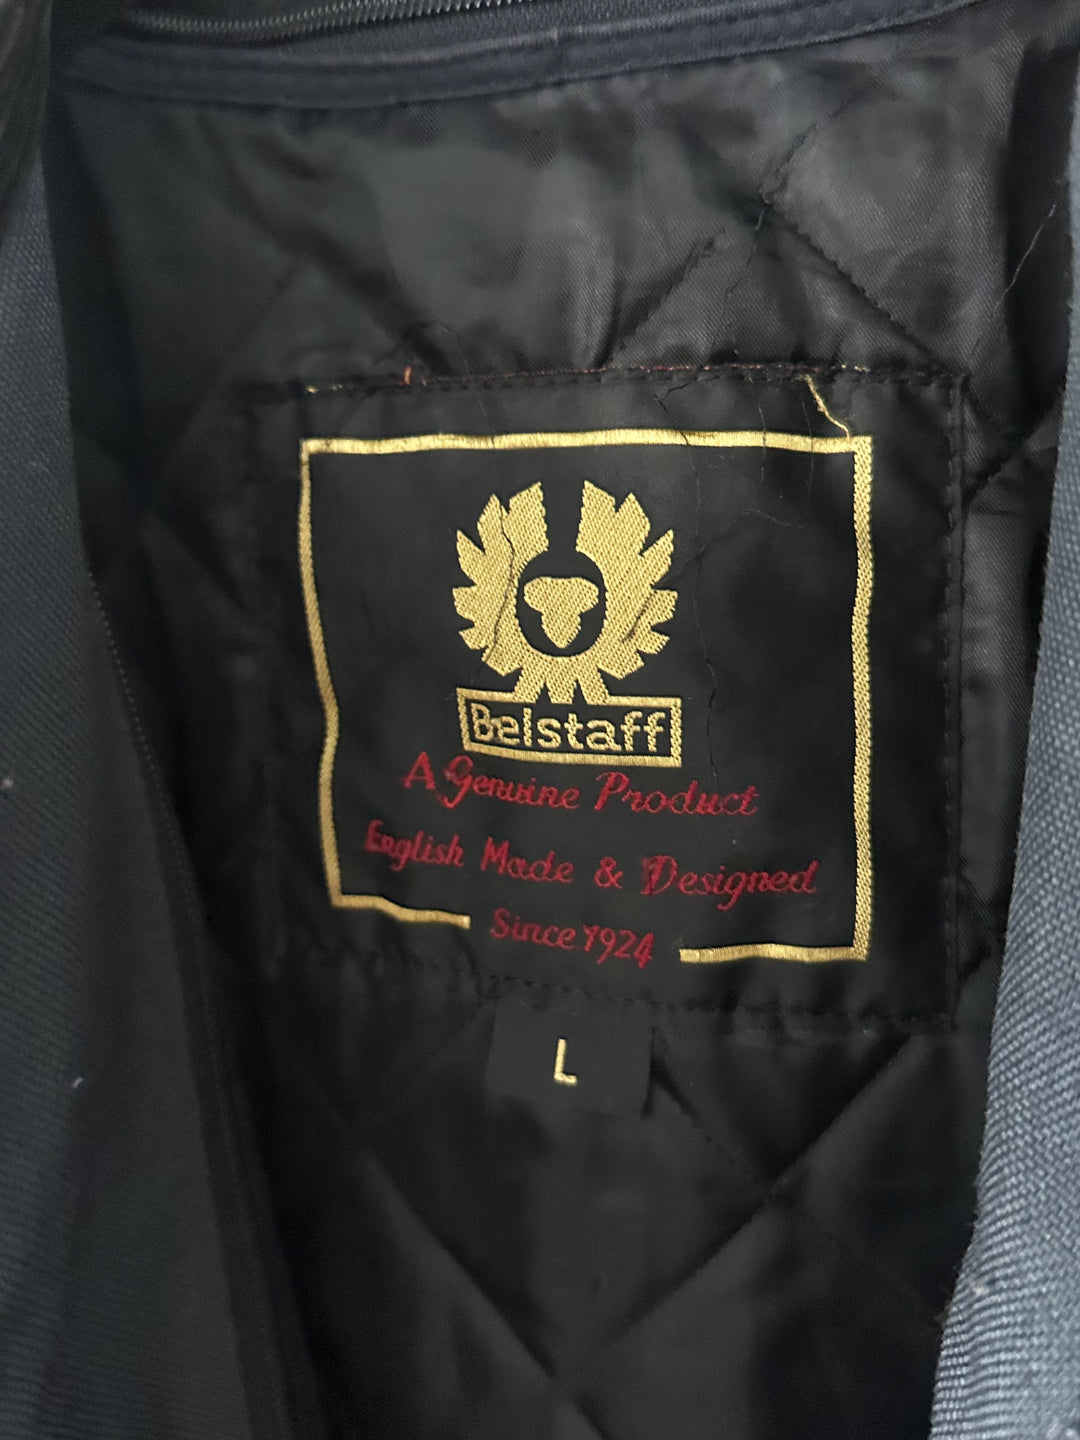 Belstaff
A Genuine Product
English Made & Designed
Since 1924
L